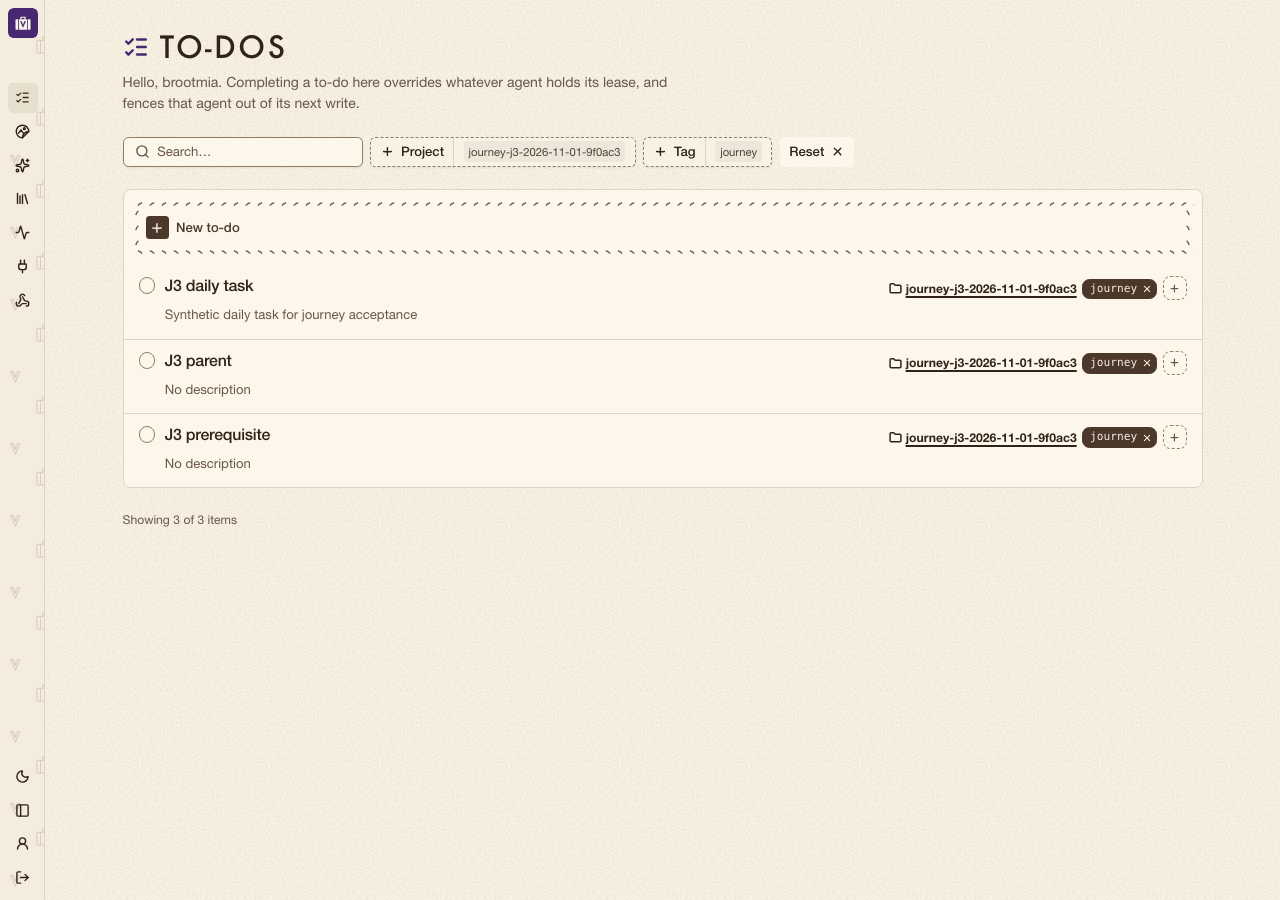 TO-DOS
Hello, brootmia. Completing a to-do here overrides whatever agent holds its lease, and
fences that agent out of its next write.
Search…
Project journey-j3-2026-11-01-9f0ac3
Tag journey
Reset
New to-do
J3 daily task
journey-j3-2026-11-01-9f0ac3 journey
Synthetic daily task for journey acceptance
J3 parent
journey-j3-2026-11-01-9f0ac3 journey
No description
J3 prerequisite
journey-j3-2026-11-01-9f0ac3 journey
No description
Showing 3 of 3 items